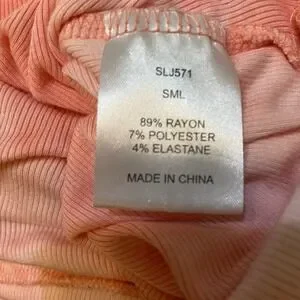 SLJ571
SML
89% RAYON
7% POLYESTER
4% ELASTANE
MADE IN CHINA